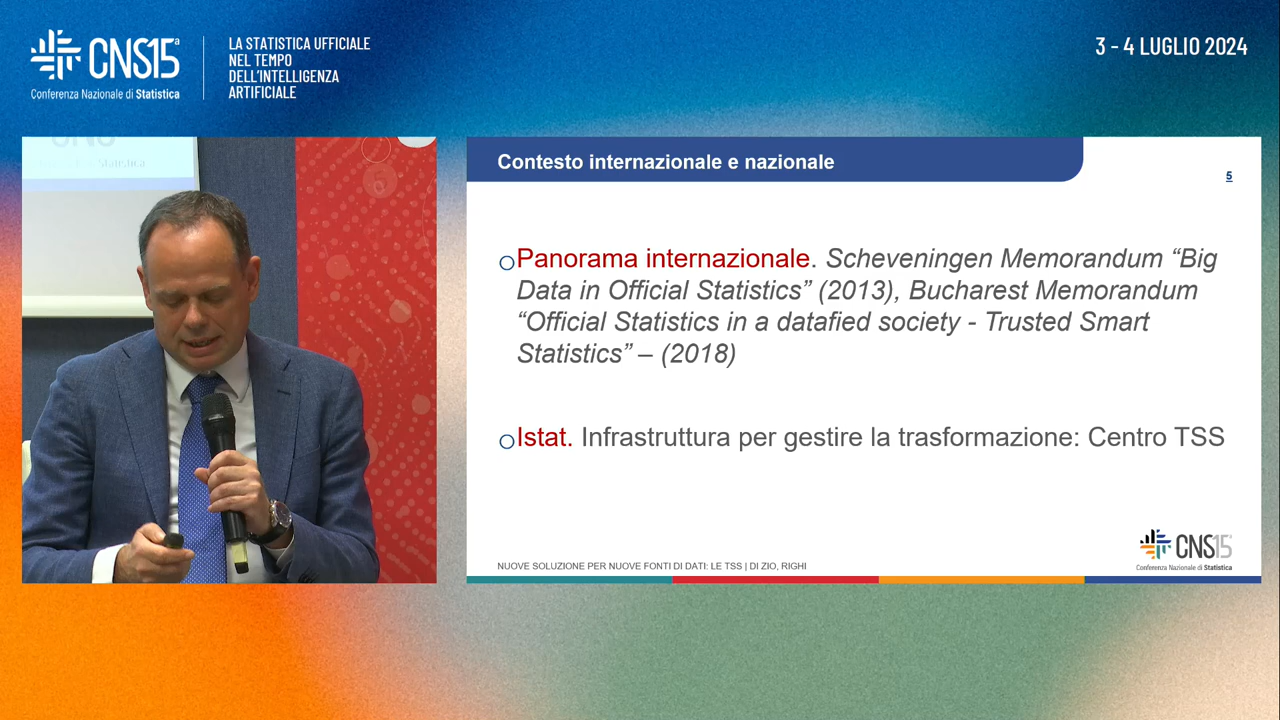 CNS15ª
Conferenza Nazionale di Statistica
LA STATISTICA UFFICIALE
NEL TEMPO
DELL'INTELLIGENZA
ARTIFICIALE
3 - 4 LUGLIO 2024
Contesto internazionale e nazionale
5
Panorama internazionale. Scheveningen Memorandum “Big
Data in Official Statistics” (2013), Bucharest Memorandum
“Official Statistics in a datafied society - Trusted Smart
Statistics” – (2018)
Istat. Infrastruttura per gestire la trasformazione: Centro TSS
CNS15ª
Conferenza Nazionale di Statistica
NUOVE SOLUZIONE PER NUOVE FONTI DI DATI: LE TSS | DI ZIO, RIGHI